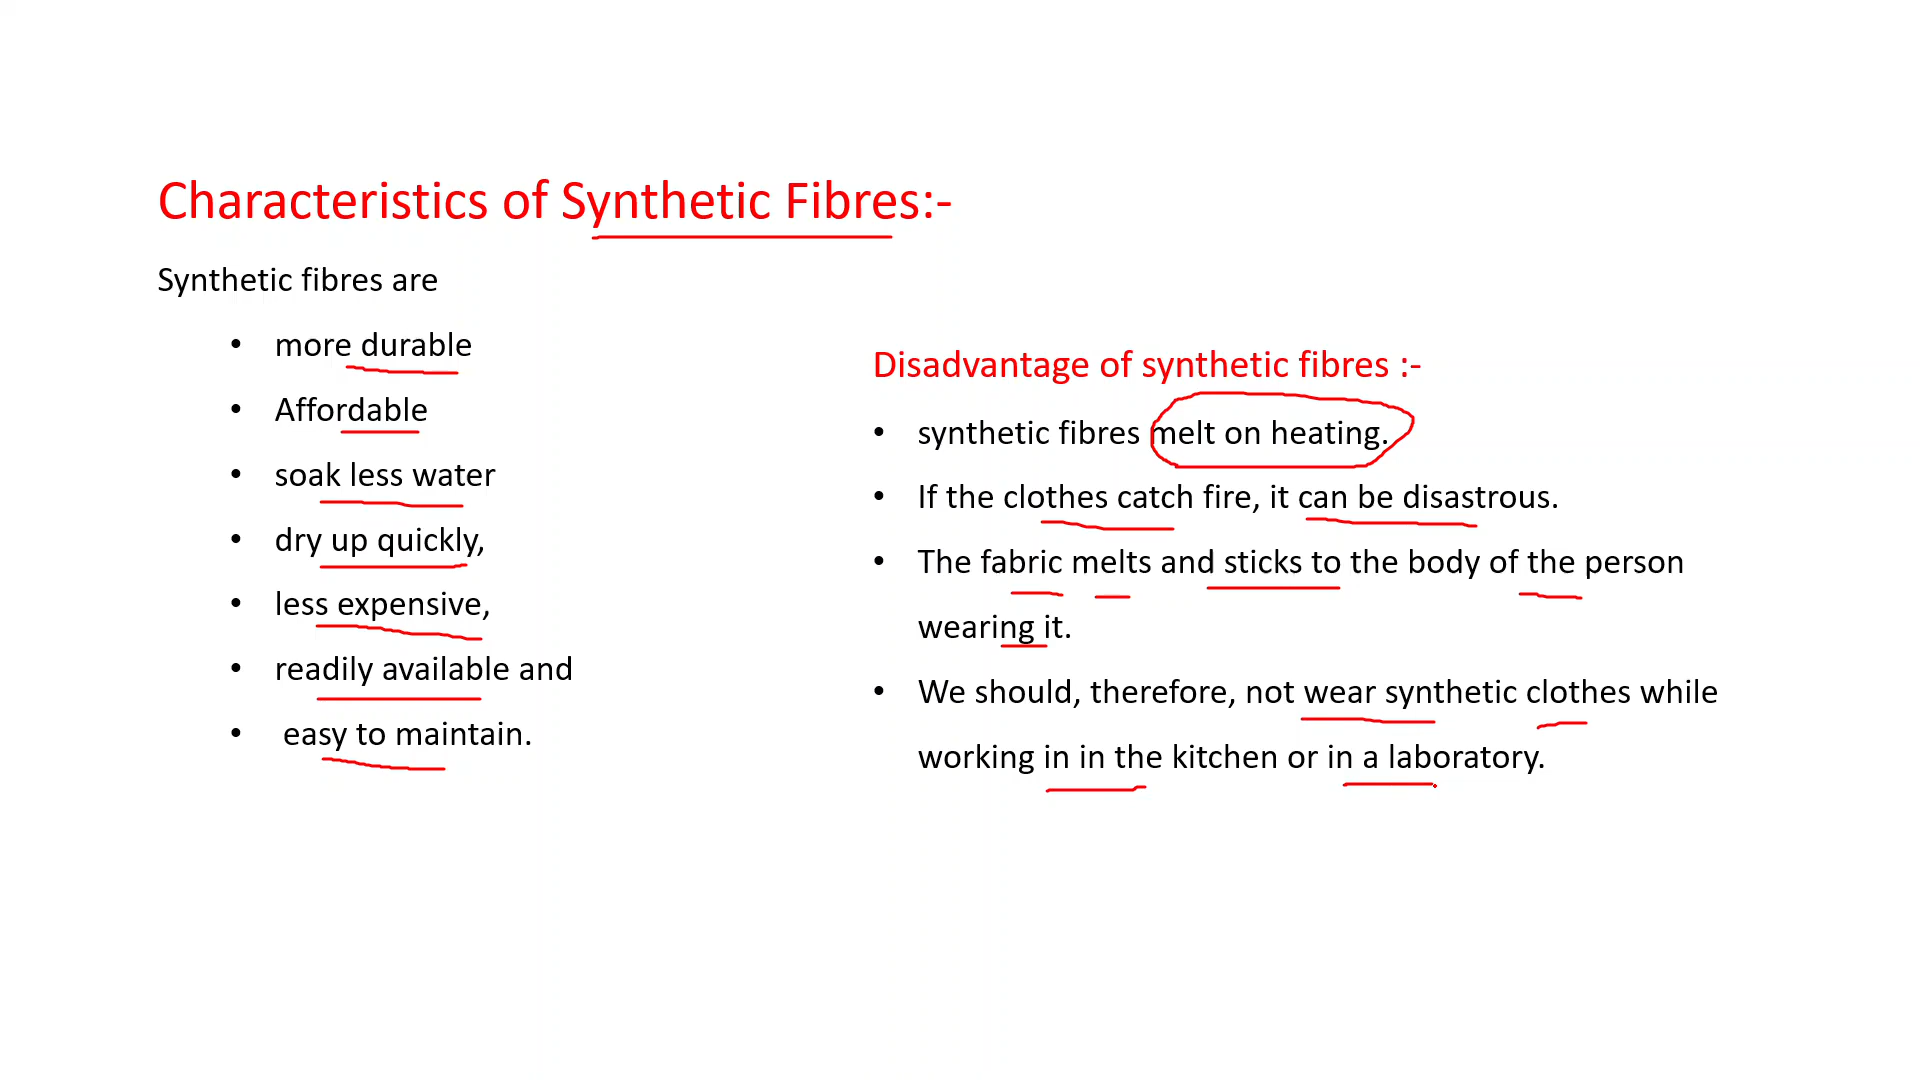 Characteristics of Synthetic Fibres:-
Synthetic fibres are
• more durable
• Affordable
• soak less water
• dry up quickly,
• less expensive,
• readily available and
• easy to maintain.
Disadvantage of synthetic fibres :-
• synthetic fibres melt on heating.
• If the clothes catch fire, it can be disastrous.
• The fabric melts and sticks to the body of the person
wearing it.
• We should, therefore, not wear synthetic clothes while
working in in the kitchen or in a laboratory.